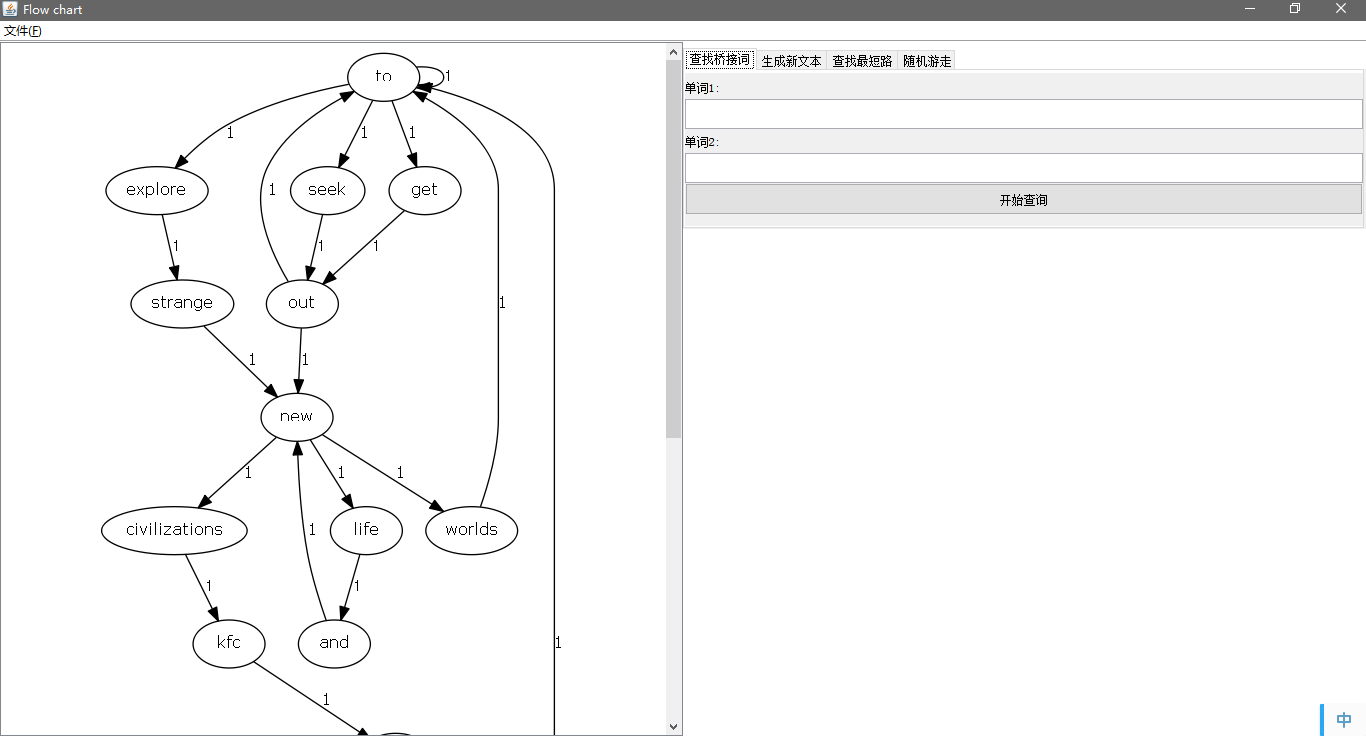 Flow chart
文件(F)
查找桥接词 生成新文本 查找最短路 随机游走
单词1:
单词2:
开始查询
to 1
1 1 1
explore 1 seek get
1 1 1
strange out 1
1 1
new
1 1 1
civilizations 1 life worlds
1 1
kfc and 1
1
中